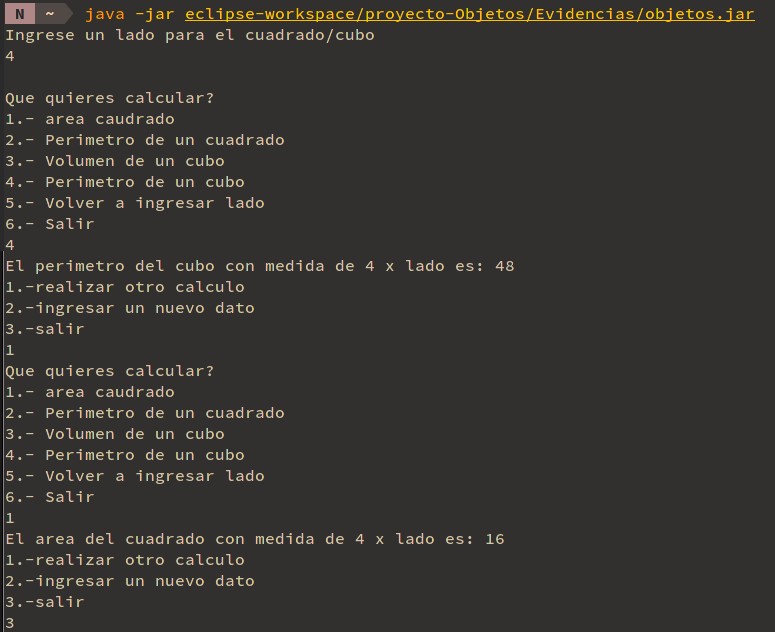 N ~ java -jar eclipse-workspace/proyecto-Objetos/Evidencias/objetos.jar
Ingrese un lado para el cuadrado/cubo
4
Que quieres calcular?
1.- area caudrado
2.- Perimetro de un cuadrado
3.- Volumen de un cubo
4.- Perimetro de un cubo
5.- Volver a ingresar lado
6.- Salir
4
El perimetro del cubo con medida de 4 x lado es: 48
1.-realizar otro calculo
2.-ingresar un nuevo dato
3.-salir
1
Que quieres calcular?
1.- area caudrado
2.- Perimetro de un cuadrado
3.- Volumen de un cubo
4.- Perimetro de un cubo
5.- Volver a ingresar lado
6.- Salir
1
El area del cuadrado con medida de 4 x lado es: 16
1.-realizar otro calculo
2.-ingresar un nuevo dato
3.-salir
3